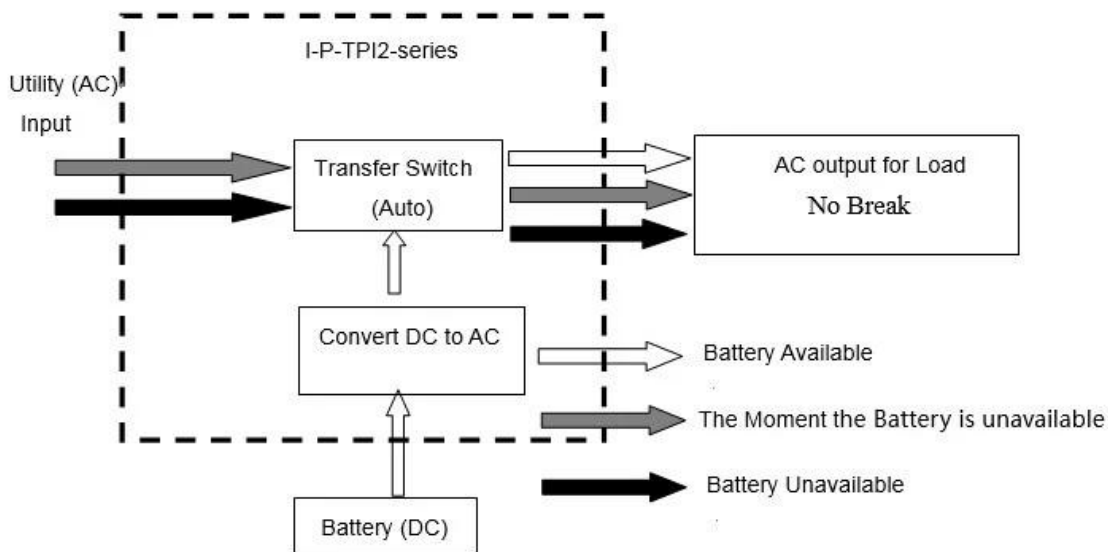 I-P-TPI2-series
Utility (AC)
Input
Transfer Switch
(Auto)
AC output for Load
No Break
Convert DC to AC
Battery Available
The Moment the Battery is unavailable
Battery Unavailable
Battery (DC)